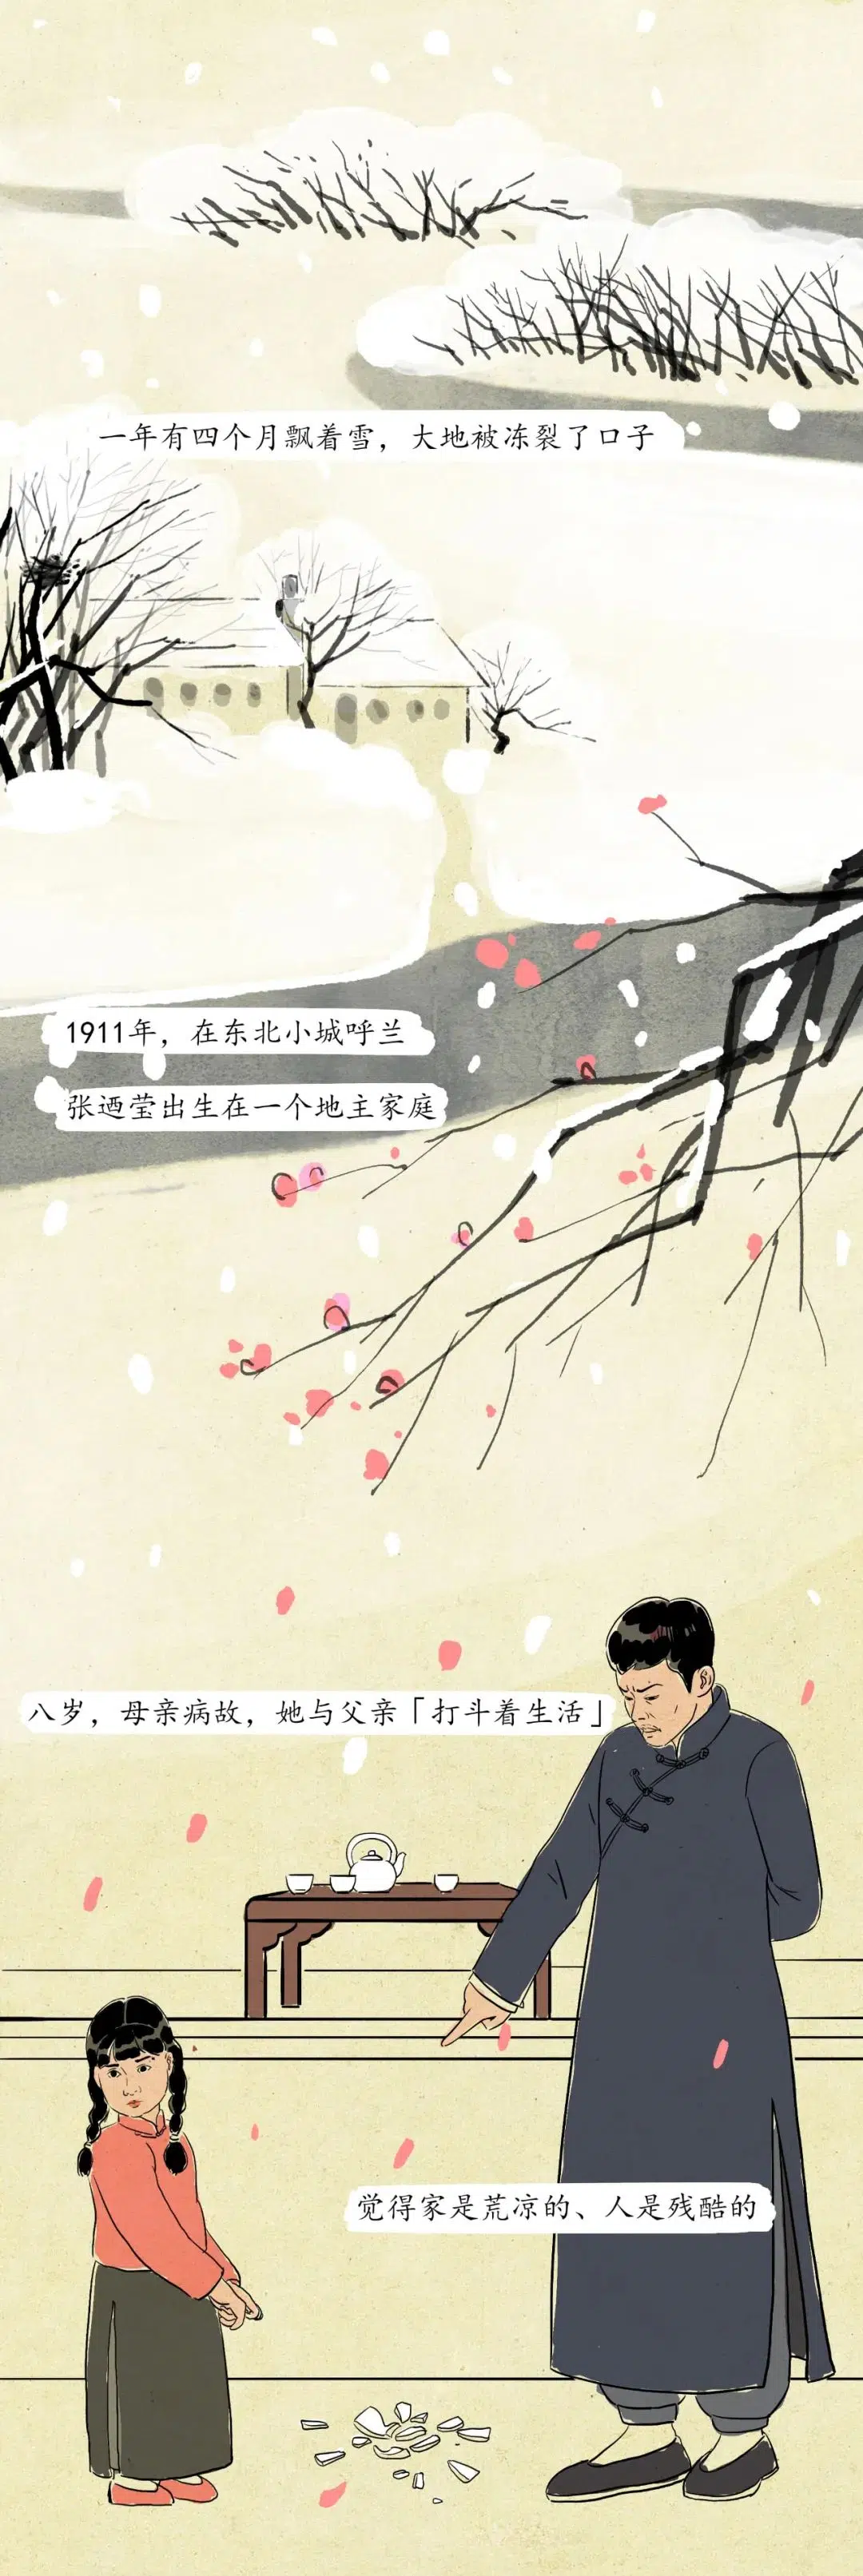 一年有四个月飘着雪，大地被冻裂了口子
1911年，在东北小城呼兰
张迺莹出生在一个地主家庭
八岁，母亲病故，她与父亲「打斗着生活」
觉得家是荒凉的、人是残酷的